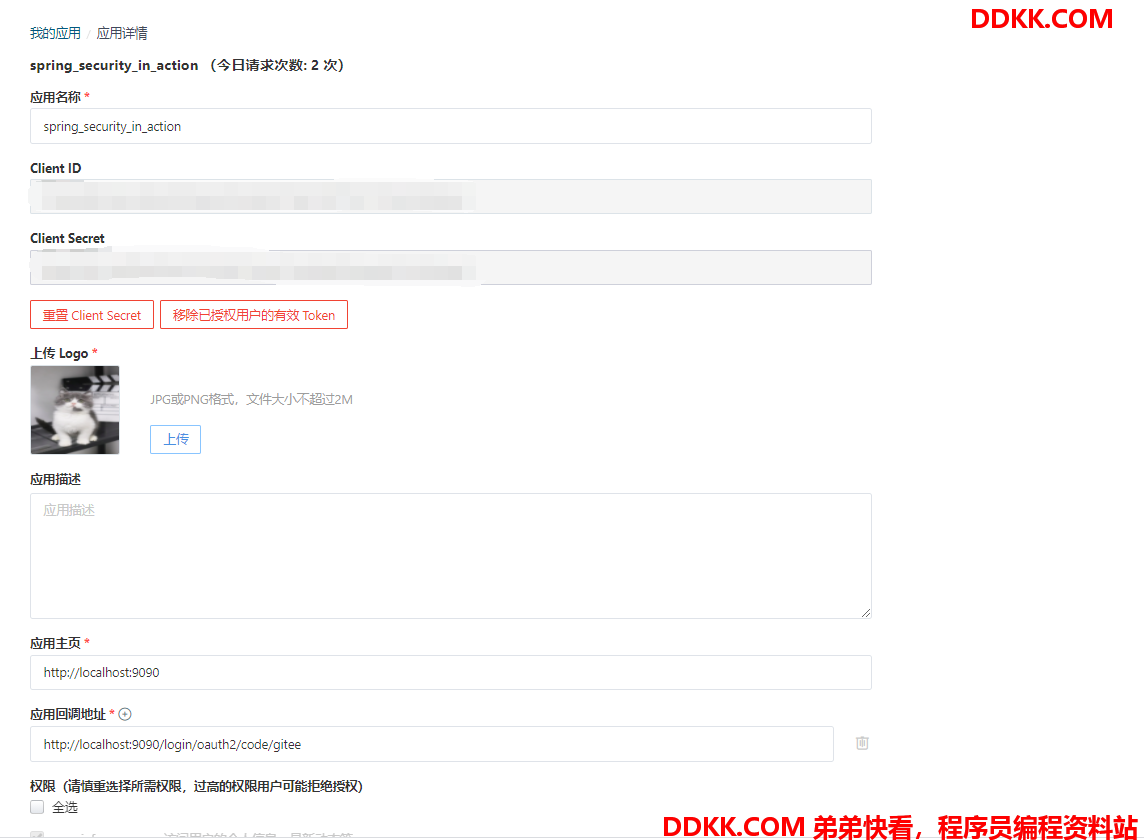 DDKK.COM
我的应用 / 应用详情
spring_security_in_action （今日请求次数: 2 次）
应用名称 *
spring_security_in_action
Client ID
Client Secret
重置 Client Secret 移除已授权用户的有效 Token
上传 Logo *
JPG或PNG格式，文件大小不超过2M
上传
应用描述
应用描述
应用主页 *
http://localhost:9090
应用回调地址 *
http://localhost:9090/login/oauth2/code/gitee
权限（请慎重选择所需权限，过高的权限用户可能拒绝授权）
全选
DDKK.COM 弟弟快看，程序员编程资料站